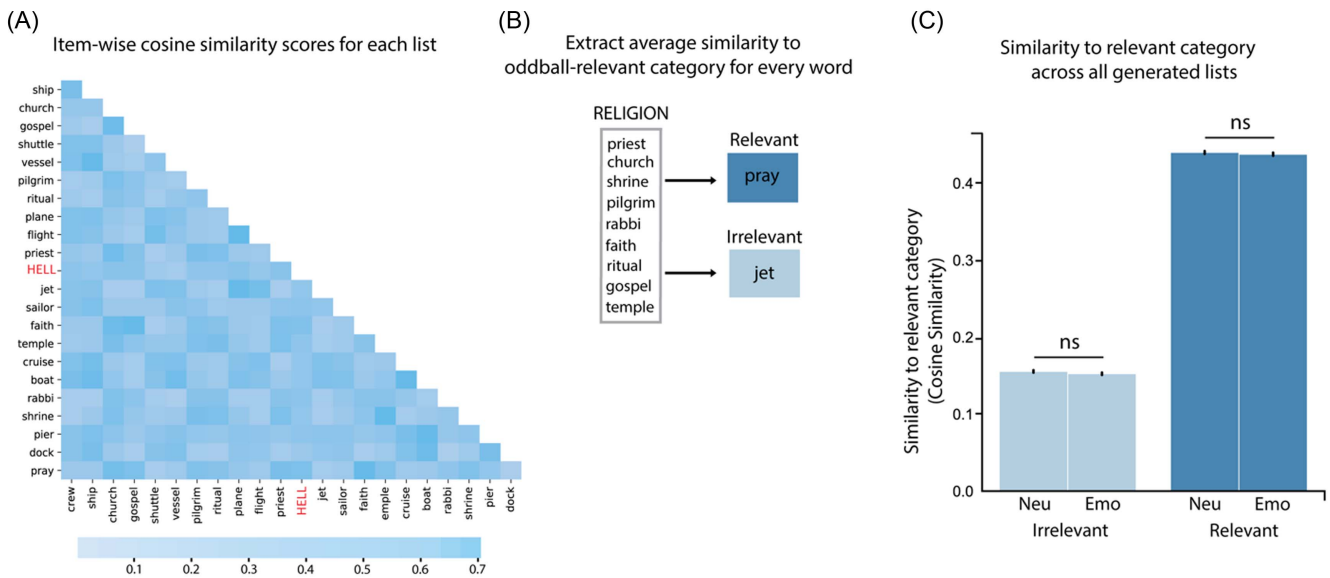 (A)
Item-wise cosine similarity scores for each list
ship
church
gospel
shuttle
vessel
pilgrim
ritual
plane
flight
priest
HELL
jet
sailor
faith
temple
cruise
boat
rabbi
shrine
pier
dock
pray
crew
ship
church
gospel
shuttle
vessel
pilgrim
ritual
plane
flight
priest
HELL
jet
sailor
faith
emple
cruise
boat
rabbi
shrine
pier
dock
0.1
0.2
0.3
0.4
0.5
0.6
0.7
(B)
Extract average similarity to
oddball-relevant category for every word
RELIGION
priest
church
shrine
pilgrim
rabbi
faith
ritual
gospel
temple
Relevant
pray
Irrelevant
jet
(C)
Similarity to relevant category
across all generated lists
Similarity to relevant category
(Cosine Similarity)
0.4
0.3
0.2
0.1
0.0
ns
ns
Neu
Emo
Neu
Emo
Irrelevant
Relevant